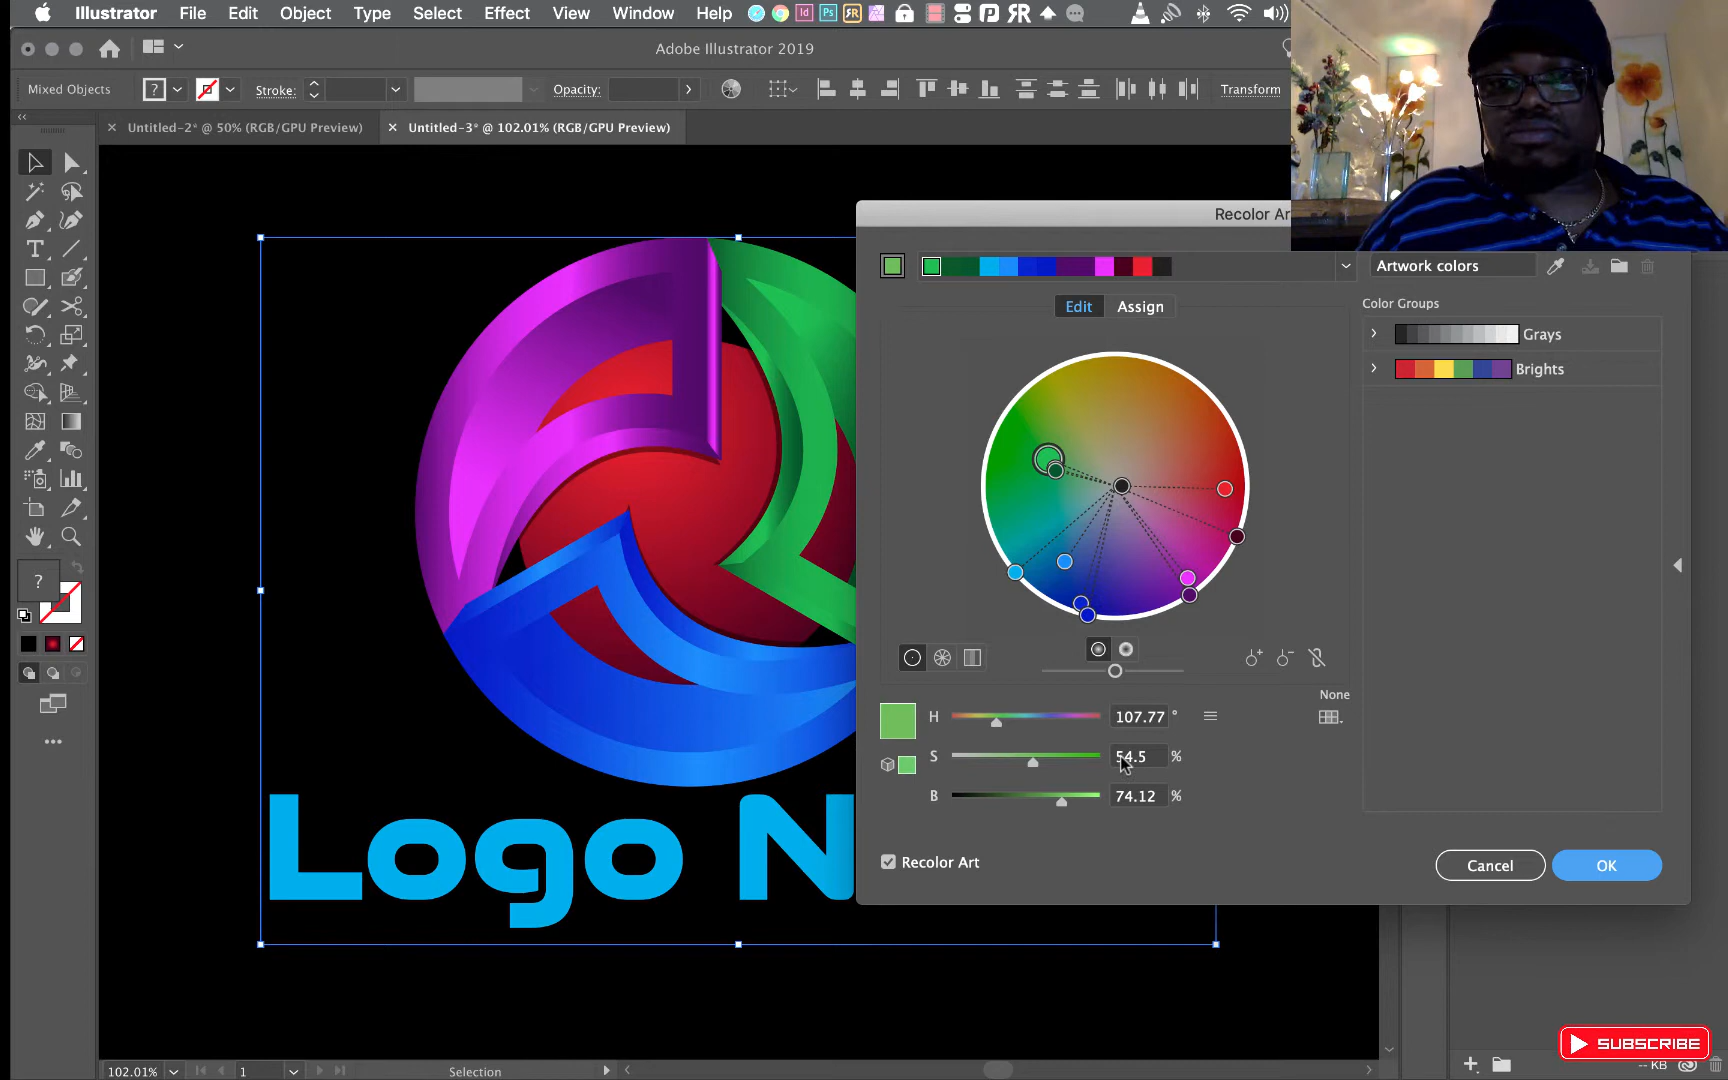 Illustrator File Edit Object Type Select Effect View Window Help
Adobe Illustrator 2019
Mixed Objects ? Stroke: Opacity: Transform
Untitled-2* @ 50% (RGB/GPU Preview) Untitled-3* @ 102.01% (RGB/GPU Preview)
Recolor Ar
Artwork colors
Edit Assign
Color Groups
Grays
Brights
?
None
H 107.77 °
S 54.5 %
B 74.12 %
Logo N
Recolor Art
Cancel OK
SUBSCRIBE
102.01% 1 Selection
-- KB